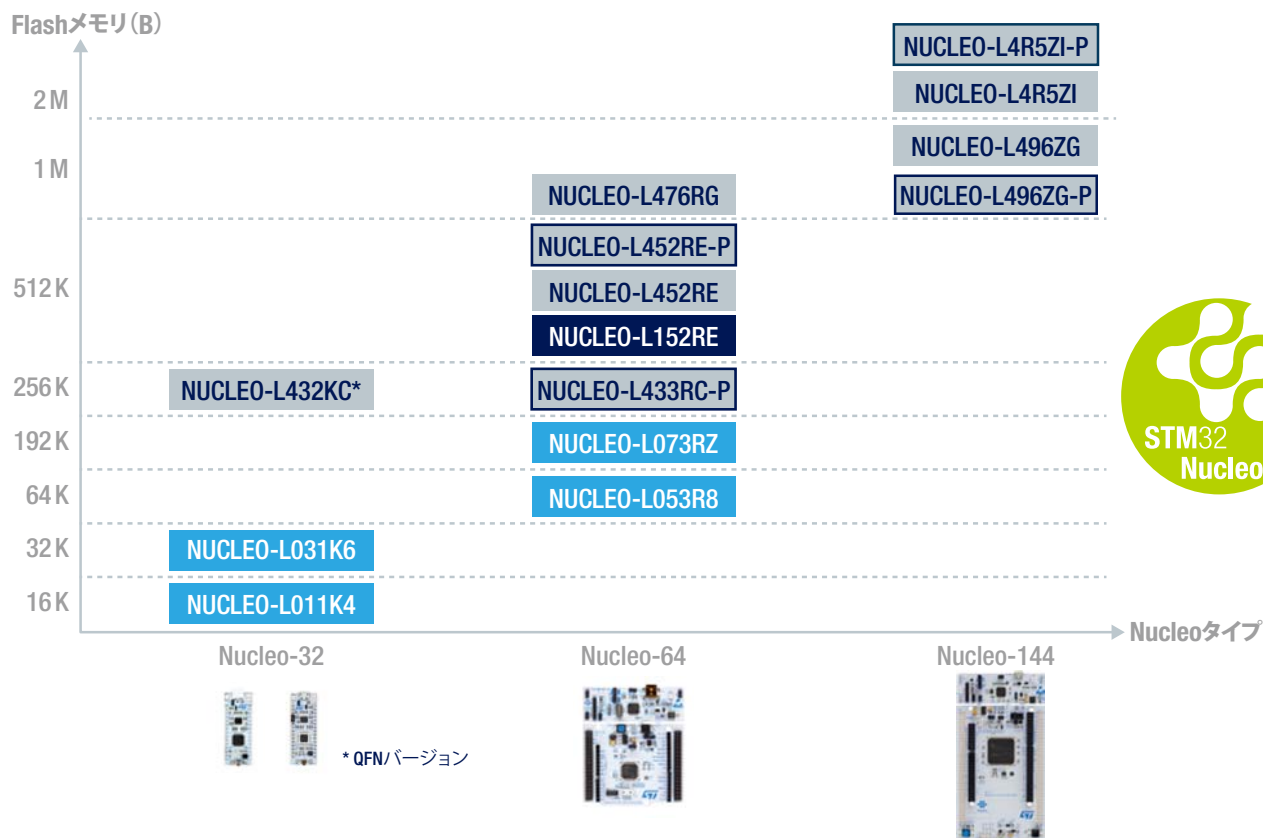 Flashメモリ(B)
NUCLEO-L4R5ZI-P
2 M
NUCLEO-L4R5ZI
NUCLEO-L496ZG
1 M
NUCLEO-L476RG
NUCLEO-L496ZG-P
NUCLEO-L452RE-P
512 K
NUCLEO-L452RE
NUCLEO-L152RE
256 K
NUCLEO-L432KC*
NUCLEO-L433RC-P
192 K
NUCLEO-L073RZ
64 K
NUCLEO-L053R8
32 K
NUCLEO-L031K6
16 K
NUCLEO-L011K4
STM32
Nucleo
Nucleoタイプ
Nucleo-32
Nucleo-64
Nucleo-144
* QFNバージョン